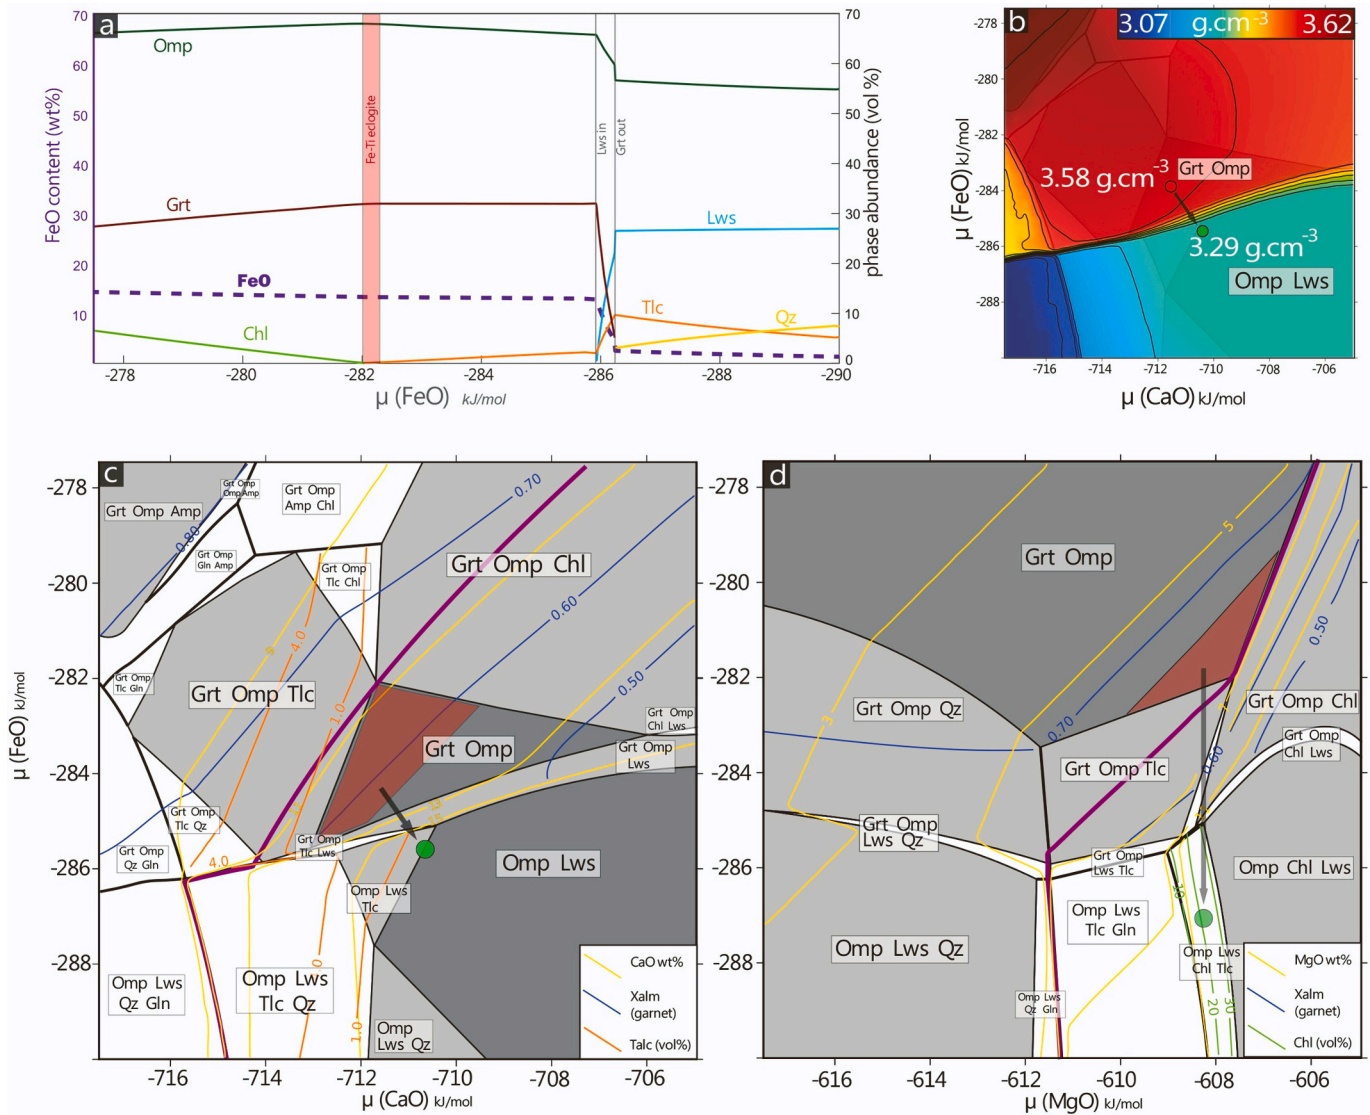 a
70
60
50
40
30
20
10
FeO content (wt%)
Omp
Grt
FeO
Chl
Fe-Ti eclogite
Lws in
Grt out
Lws
Tlc
Qz
70
60
50
40
30
20
10
0
phase abundance (vol %)
-278
-280
-282
-284
-286
-288
-290
μ (FeO) kJ/mol
b
3.07 g.cm-3 3.62
-278
-280
-282
-284
-286
-288
μ (FeO) kJ/mol
3.58 g.cm-3
Grt Omp
3.29 g.cm-3
Omp Lws
-716
-714
-712
-710
-708
-706
μ (CaO) kJ/mol
c
-278
-280
-282
-284
-286
-288
μ (FeO) kJ/mol
Grt Omp Amp
Grt Omp
Omp Amp
Grt Omp
Amp Chl
0.80
Grt Omp
Gln Amp
Grt Omp
Tlc Chl
0.70
Grt Omp Chl
0.60
9
4.0
Grt Omp
Tlc Gln
Grt Omp Tlc
1.0
0.50
Grt Omp
Chl Lws
Grt Omp
Grt Omp
Lws
Grt Omp
Tlc Qz
11
13
15
Grt Omp
Qz Gln
4.0
Grt Omp
Tlc Lws
Omp Lws
Omp Lws
Tlc
Omp Lws
Qz Gln
Omp Lws
Tlc Qz
1.0
Omp
Lws Qz
CaO wt%
Xalm
(garnet)
Talc (vol%)
-716
-714
-712
-710
-708
-706
μ (CaO) kJ/mol
d
-278
-280
-282
-284
-286
-288
Grt Omp
5
0.50
Grt Omp Qz
3
0.70
Grt Omp Chl
Grt Omp
Chl Lws
Grt Omp Tlc
0.60
Grt Omp
Lws Qz
Grt Omp
Lws Tlc
Omp Chl Lws
10
Omp Lws
Tlc Gln
Omp Lws Qz
Omp Lws
Chl Tlc
Omp Lws
Qz Gln
20
30
MgO wt%
Xalm
(garnet)
Chl (vol%)
-616
-614
-612
-610
-608
-606
μ (MgO) kJ/mol